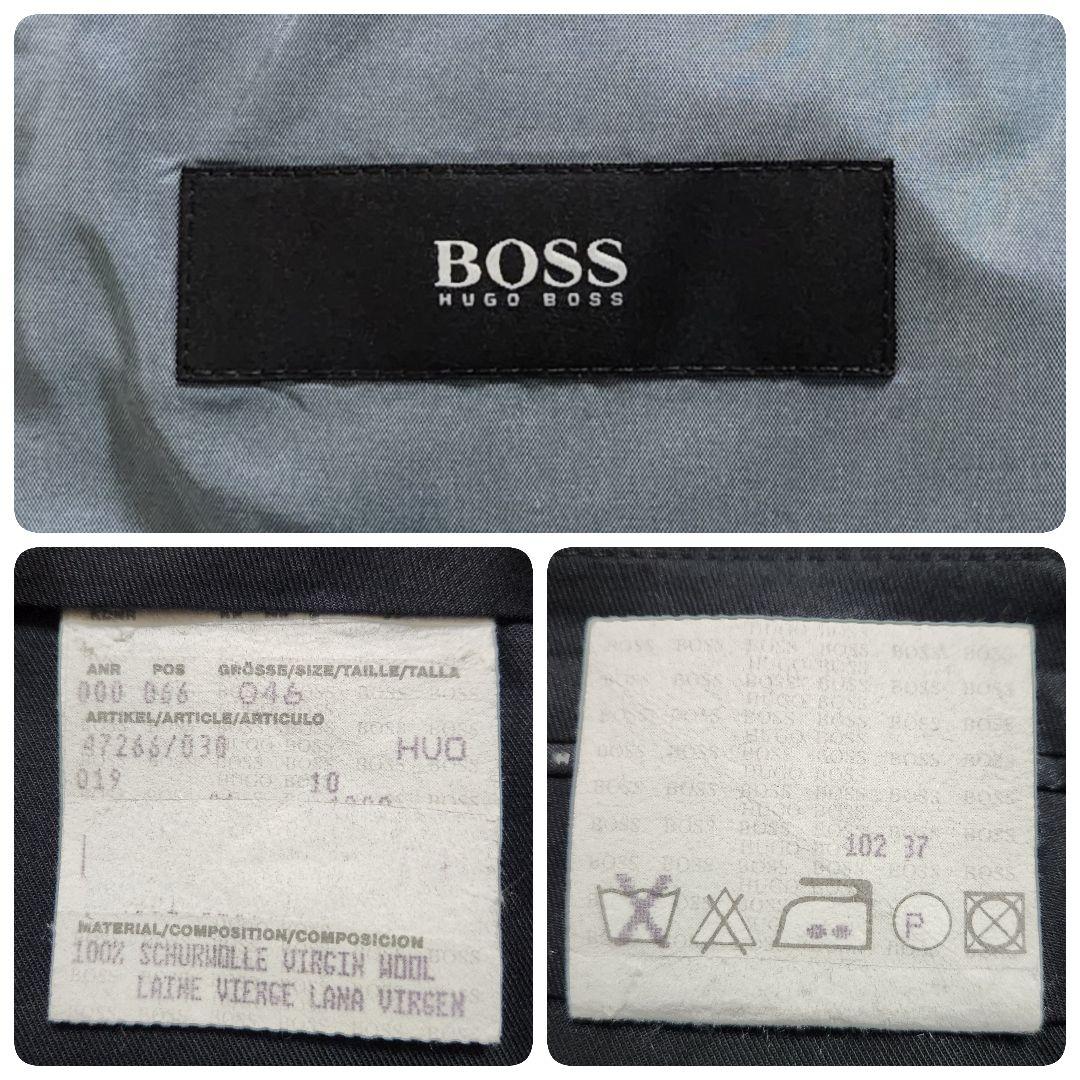 BOSS
HUGO BOSS
ANR POS GRÖSSE/SIZE/TAILLE/TALLA
000 066 046
ARTIKEL/ARTICLE/ARTICULO
47266/030 HUO
019 10
MATERIAL/COMPOSITION/COMPOSICION
100% SCHURWOLLE VIRGIN WOOL
LAINE VIERGE LANA VIRGEN
102 37
P